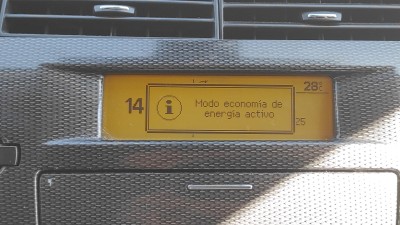 28°
14
i
Modo economía de
energía activo
25